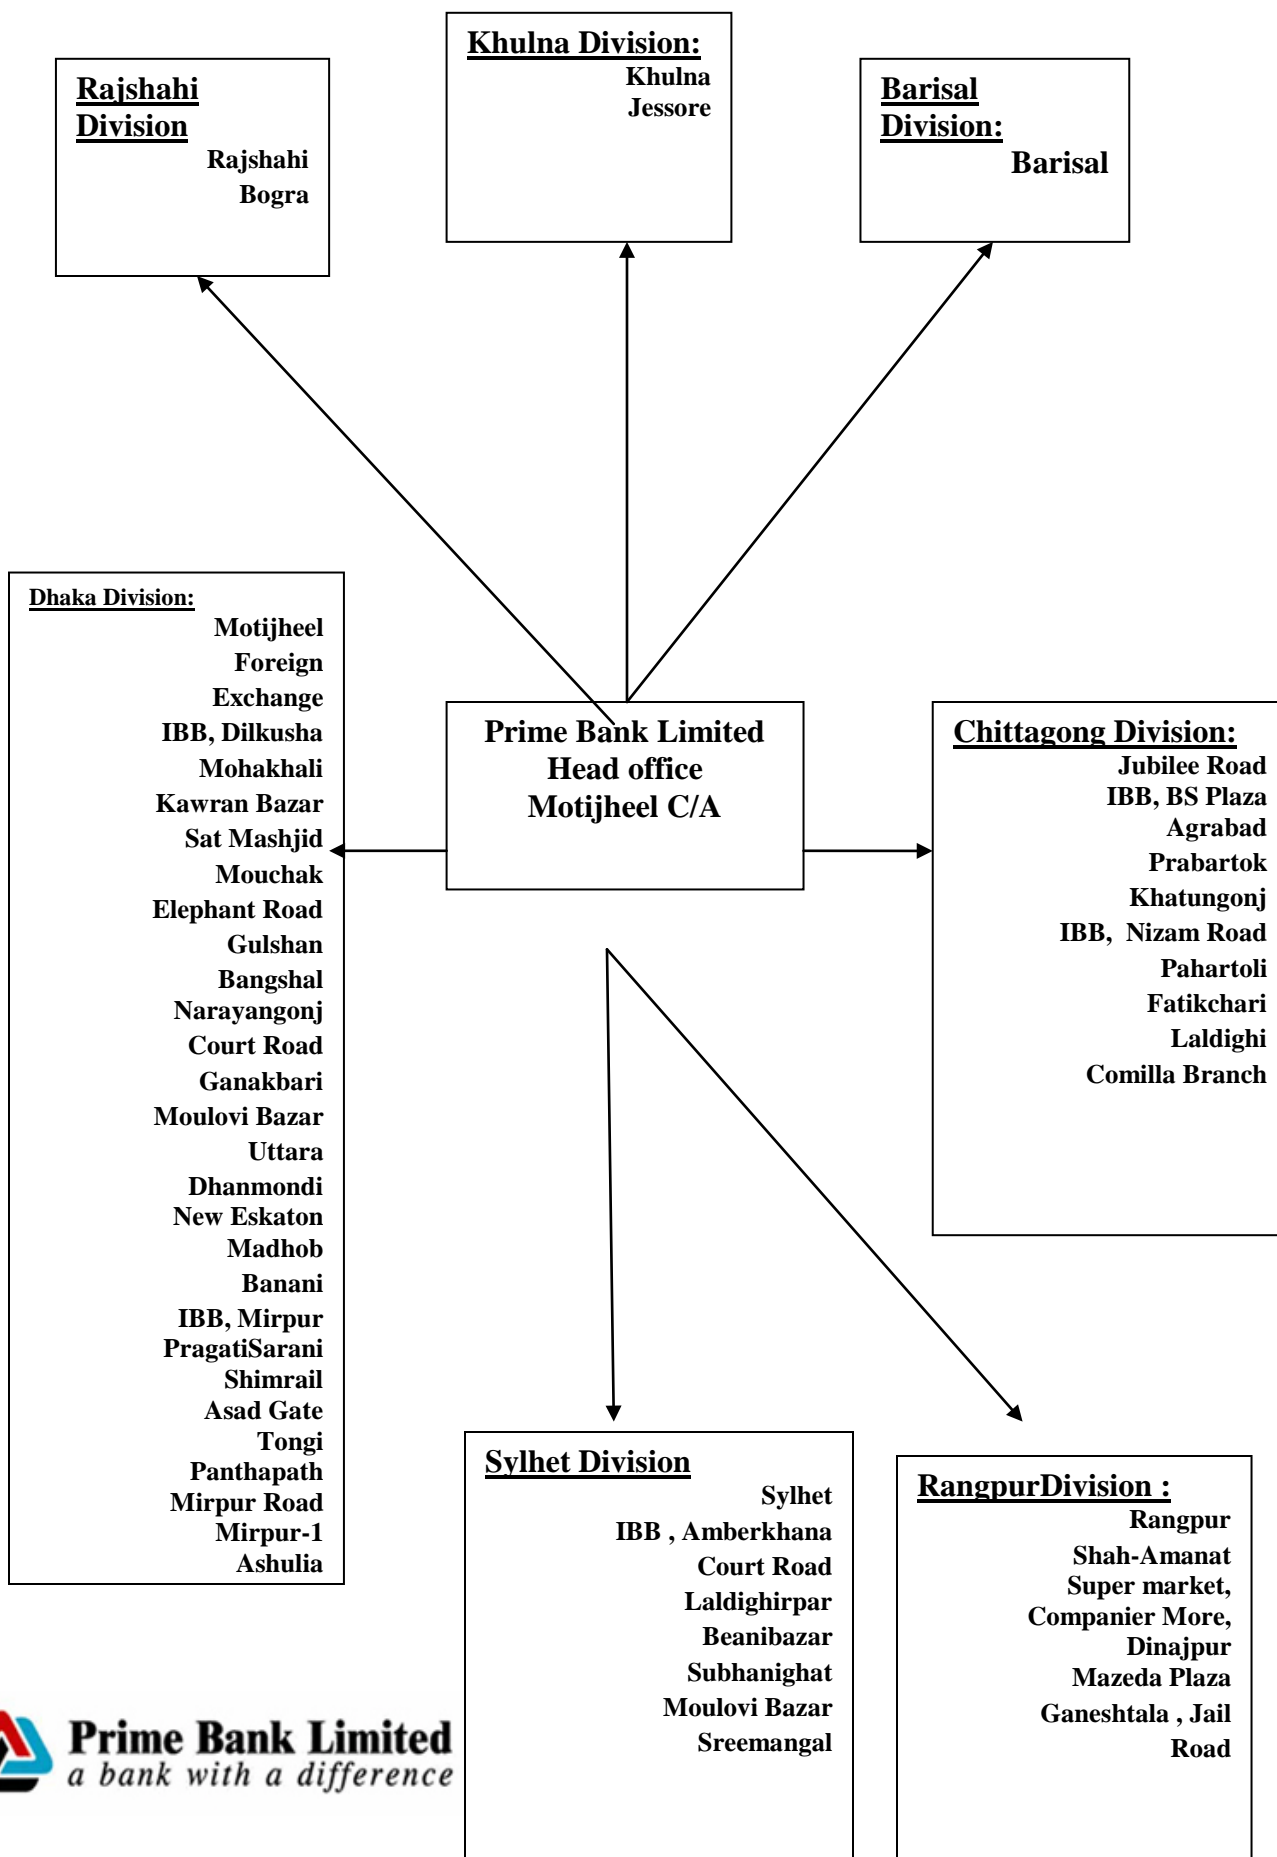 Khulna Division:
Khulna
Jessore
Rajshahi
Division
Rajshahi
Bogra
Barisal
Division:
Barisal
Dhaka Division:
Motijheel
Foreign
Exchange
IBB, Dilkusha
Mohakhali
Kawran Bazar
Sat Mashjid
Mouchak
Elephant Road
Gulshan
Bangshal
Narayangonj
Court Road
Ganakbari
Moulovi Bazar
Uttara
Dhanmondi
New Eskaton
Madhob
Banani
IBB, Mirpur
PragatiSarani
Shimrail
Asad Gate
Tongi
Panthapath
Mirpur Road
Mirpur-1
Ashulia
Prime Bank Limited
Head office
Motijheel C/A
Chittagong Division:
Jubilee Road
IBB, BS Plaza
Agrabad
Prabartok
Khatungonj
IBB,  Nizam Road
Pahartoli
Fatikchari
Laldighi
Comilla Branch
Sylhet Division
Sylhet
IBB , Amberkhana
Court Road
Laldighirpar
Beanibazar
Subhanighat
Moulovi Bazar
Sreemangal
RangpurDivision :
Rangpur
Shah-Amanat
Super market,
Companier More,
Dinajpur
Mazeda Plaza
Ganeshtala , Jail
Road
Prime Bank Limited
a bank with a difference